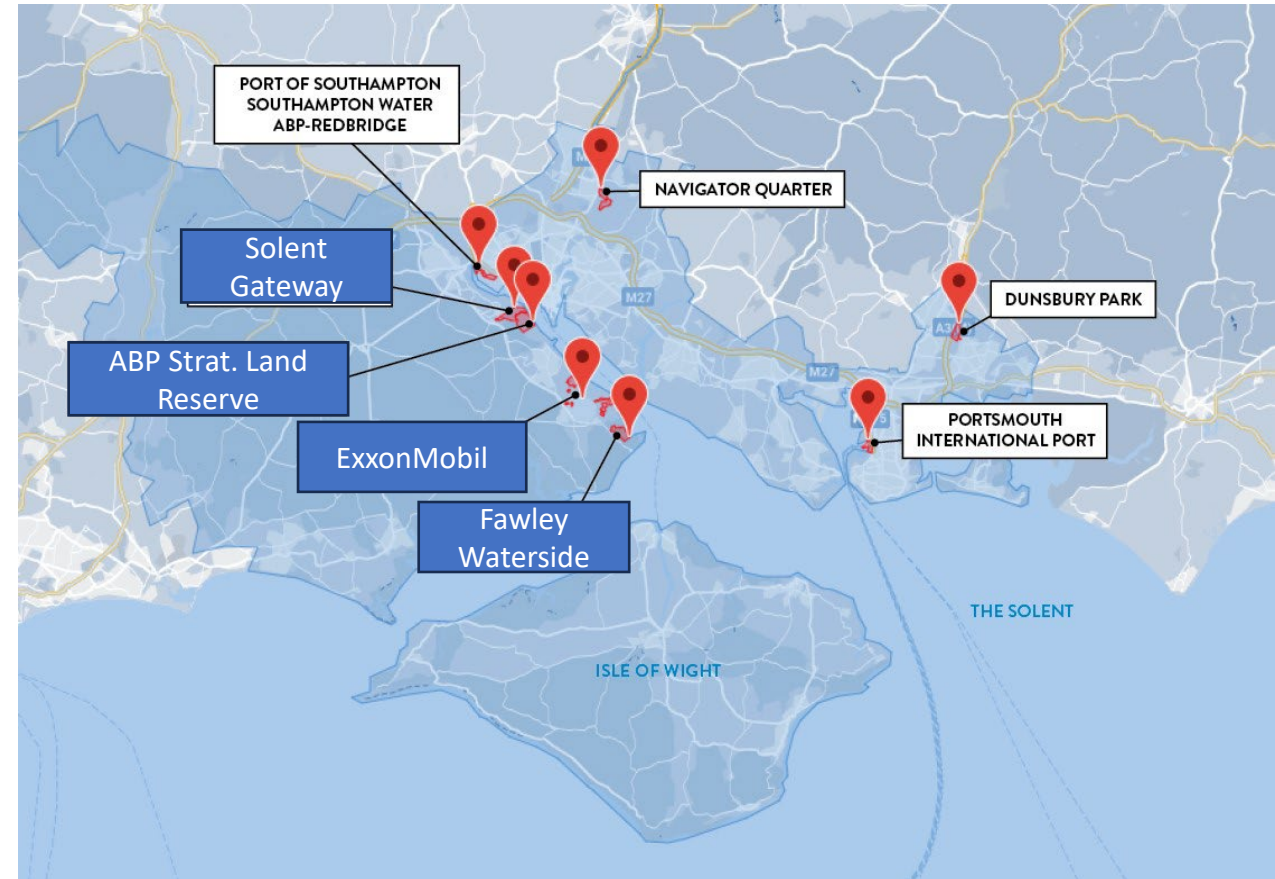 PORT OF SOUTHAMPTON
SOUTHAMPTON WATER
ABP-REDBRIDGE
NAVIGATOR QUARTER
Solent
Gateway
M27
DUNSBURY PARK
ABP Strat. Land
Reserve
M27
PORTSMOUTH
INTERNATIONAL PORT
ExxonMobil
Fawley
Waterside
THE SOLENT
ISLE OF WIGHT